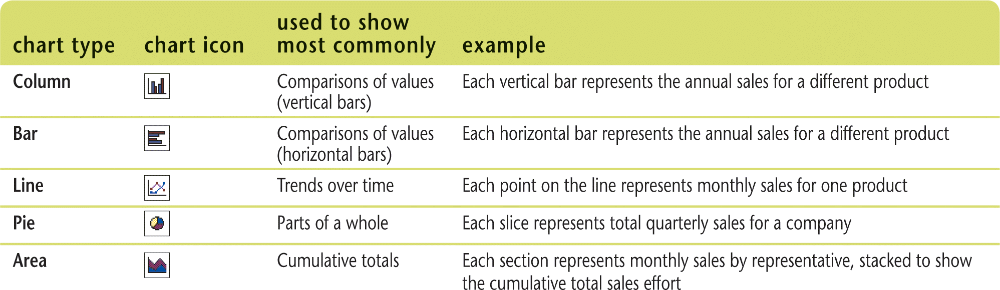 chart type chart icon used to show most commonly example
Column Comparisons of values Each vertical bar represents the annual sales for a different product
(vertical bars)
Bar Comparisons of values Each horizontal bar represents the annual sales for a different product
(horizontal bars)
Line Trends over time Each point on the line represents monthly sales for one product
Pie Parts of a whole Each slice represents total quarterly sales for a company
Area Cumulative totals Each section represents monthly sales by representative, stacked to show
the cumulative total sales effort